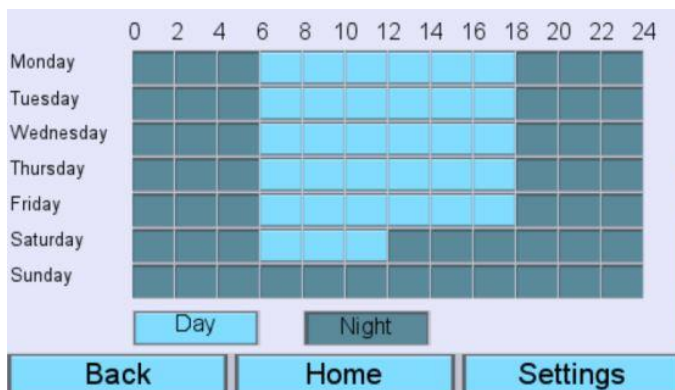 0 2 4 6 8 10 12 14 16 18 20 22 24
Monday
Tuesday
Wednesday
Thursday
Friday
Saturday
Sunday
Day Night
Back Home Settings